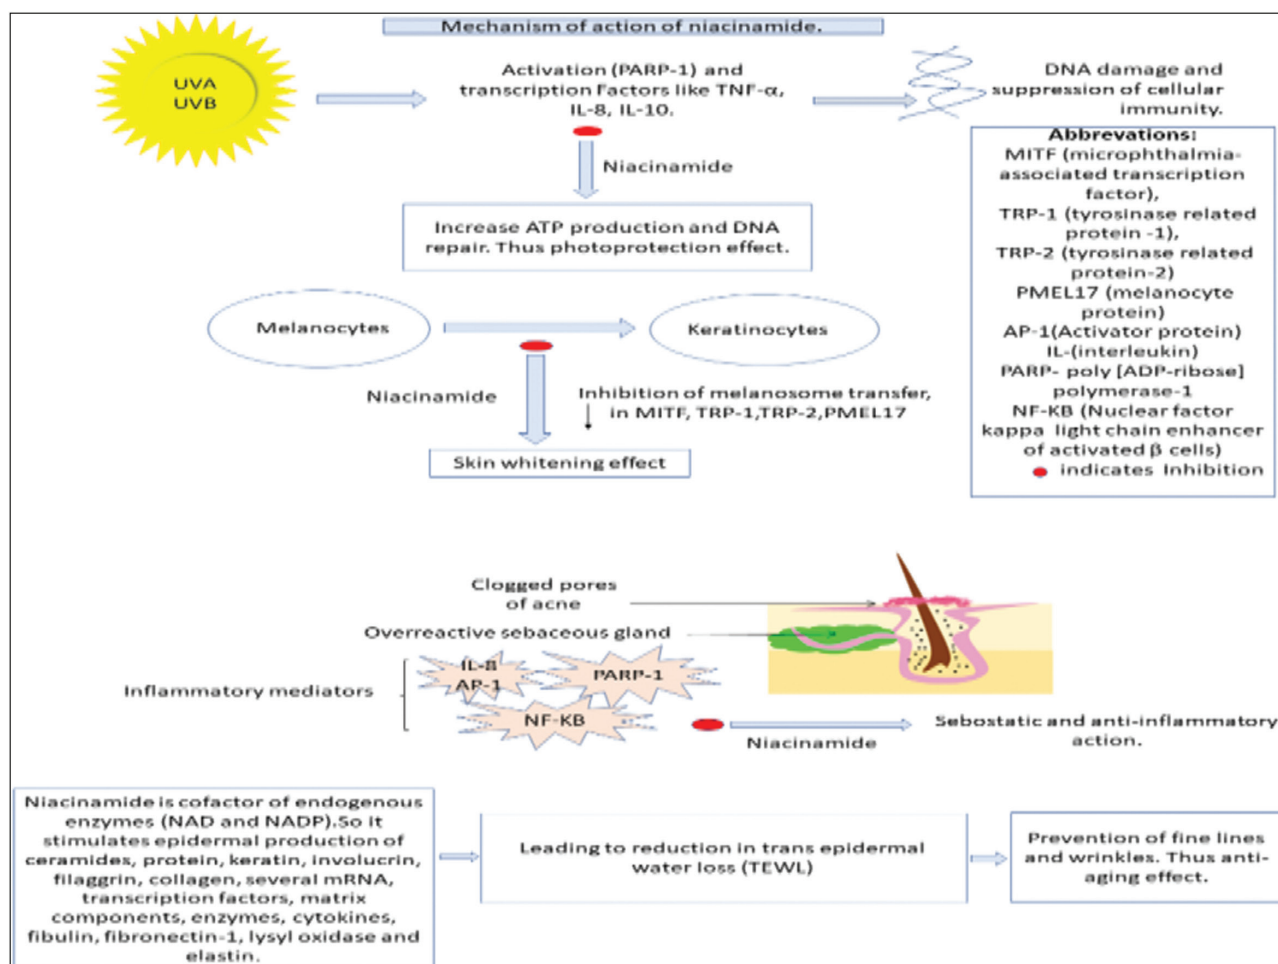 Mechanism of action of niacinamide.
UVA
UVB
Activation (PARP-1) and
transcription Factors like TNF-α,
IL-8, IL-10.
DNA damage and
suppression of cellular
immunity.
Niacinamide
Increase ATP production and DNA
repair. Thus photoprotection effect.
Abbrevations:
MITF (microphthalmia-
associated transcription
factor),
TRP-1 (tyrosinase related
protein -1),
TRP-2 (tyrosinase related
protein-2)
PMEL17 (melanocyte
protein)
AP-1(Activator protein)
IL-(interleukin)
PARP- poly [ADP-ribose]
polymerase-1
NF-KB (Nuclear factor
kappa light chain enhancer
of activated β cells)
indicates Inhibition
Melanocytes
Keratinocytes
Niacinamide
Inhibition of melanosome transfer,
in MITF, TRP-1,TRP-2,PMEL17
Skin whitening effect
Clogged pores
of acne
Overreactive sebaceous gland
Inflammatory mediators
IL-8
AP-1
PARP-1
NF-KB
Niacinamide
Sebostatic and anti-inflammatory
action.
Niacinamide is cofactor of endogenous
enzymes (NAD and NADP).So it
stimulates epidermal production of
ceramides, protein, keratin, involucrin,
filaggrin, collagen, several mRNA,
transcription factors, matrix
components, enzymes, cytokines,
fibulin, fibronectin-1, lysyl oxidase and
elastin.
Leading to reduction in trans epidermal
water loss (TEWL)
Prevention of fine lines
and wrinkles. Thus anti-
aging effect.